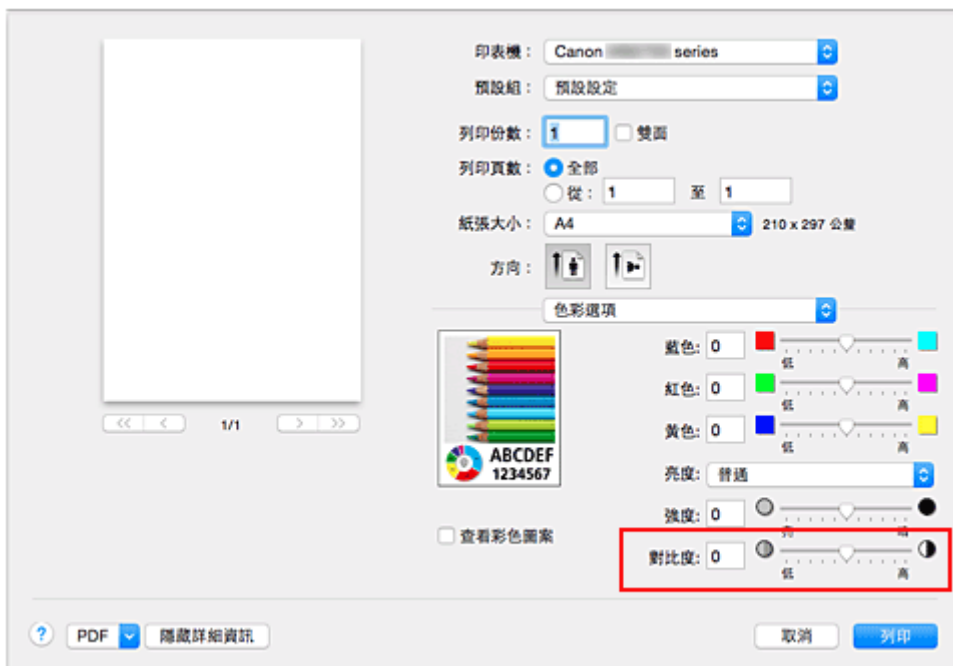 印表機： Canon series
預設組： 預設設定
列印份數： 1 雙面
列印頁數： 全部
從： 1 至 1
紙張大小： A4 210 x 297 公釐
方向：
色彩選項
藍色: 0
低 高
紅色: 0
低 高
黃色: 0
低 高
亮度: 普通
強度: 0
亮 暗
對比度: 0
低 高
ABCDEF
1234567
查看彩色圖案
1/1
? PDF 隱藏詳細資訊 取消 列印